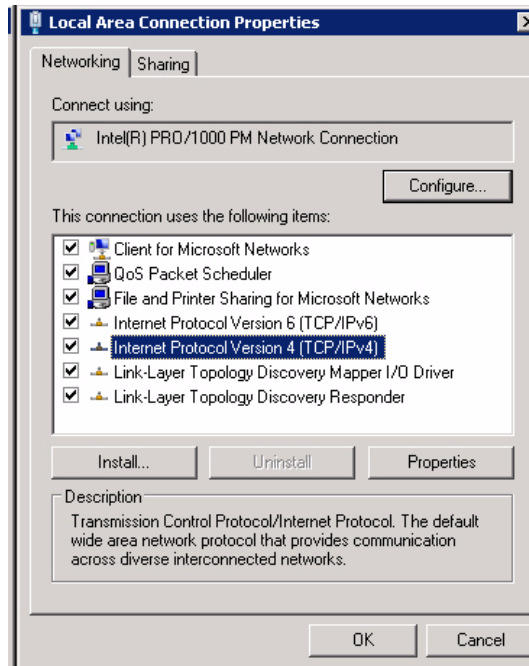 Local Area Connection Properties
Networking
Sharing
Connect using:
Intel(R) PRO/1000 PM Network Connection
Configure...
This connection uses the following items:
Client for Microsoft Networks
QoS Packet Scheduler
File and Printer Sharing for Microsoft Networks
Internet Protocol Version 6 (TCP/IPv6)
Internet Protocol Version 4 (TCP/IPv4)
Link-Layer Topology Discovery Mapper I/O Driver
Link-Layer Topology Discovery Responder
Install...
Uninstall
Properties
Description
Transmission Control Protocol/Internet Protocol. The default
wide area network protocol that provides communication
across diverse interconnected networks.
OK
Cancel